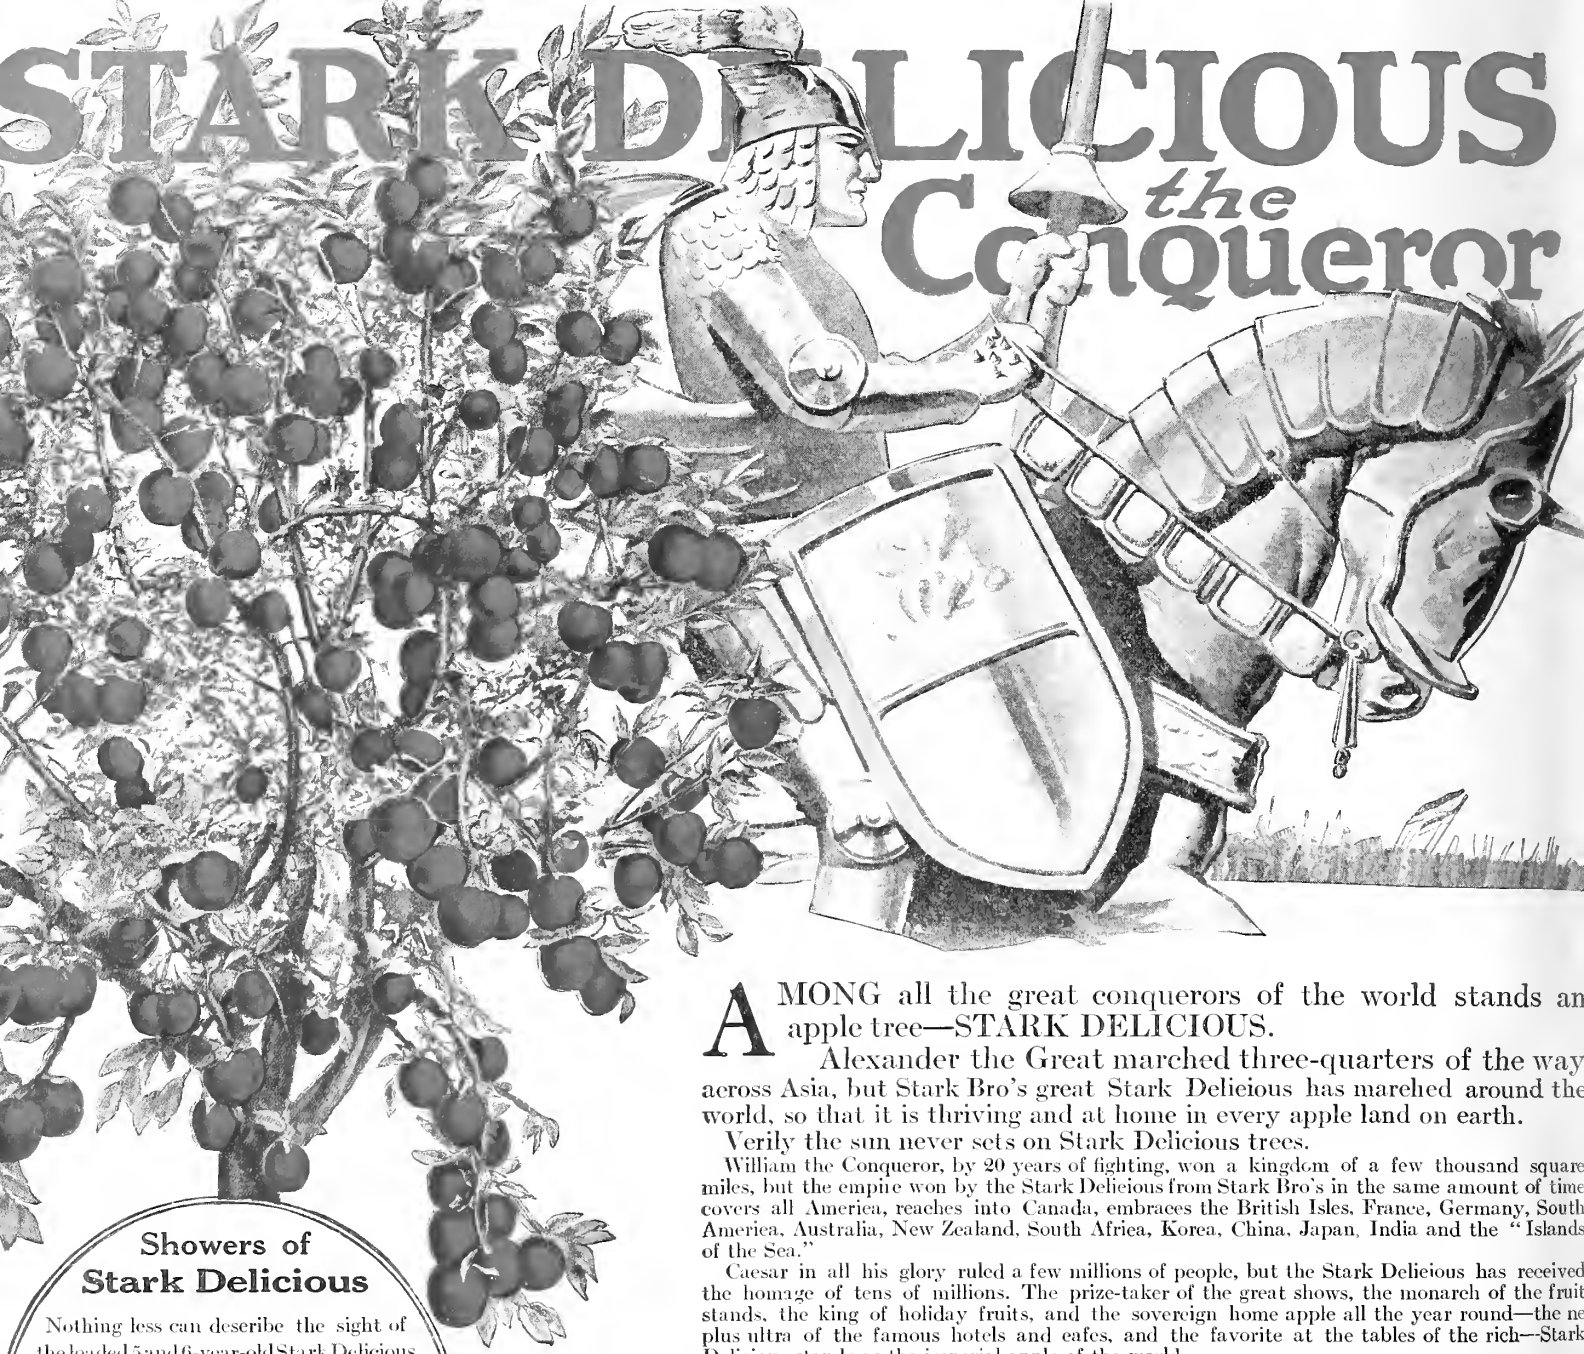 STARK DELICIOUS
the
Conqueror
AMONG all the great conquerors of the world stands an
apple tree—STARK DELICIOUS.
Alexander the Great marched three-quarters of the way
across Asia, but Stark Bro's great Stark Delicious has marched around the
world, so that it is thriving and at home in every apple land on earth.
Verily the sun never sets on Stark Delicious trees.
William the Conqueror, by 20 years of fighting, won a kingdom of a few thousand square
miles, but the empire won by the Stark Delicious from Stark Bro's in the same amount of time
covers all America, reaches into Canada, embraces the British Isles, France, Germany, South
America, Australia, New Zealand, South Africa, Korea, China, Japan, India and the "Islands
of the Sea."
Caesar in all his glory ruled a few millions of people, but the Stark Delicious has received
the homage of tens of millions. The prize-taker of the great shows, the monarch of the fruit
stands, the king of holiday fruits, and the sovereign home apple all the year round—the ne
plus ultra of the famous hotels and cafes, and the favorite at the tables of the rich—Stark
Showers of
Stark Delicious
Nothing less can describe the sight of
the loaded 5 and 6-year-old Stark Delicious